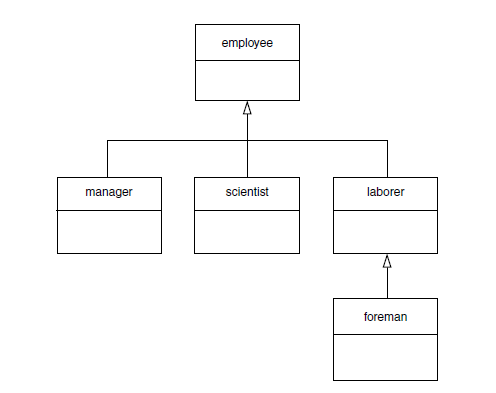 employee
manager
scientist
laborer
foreman